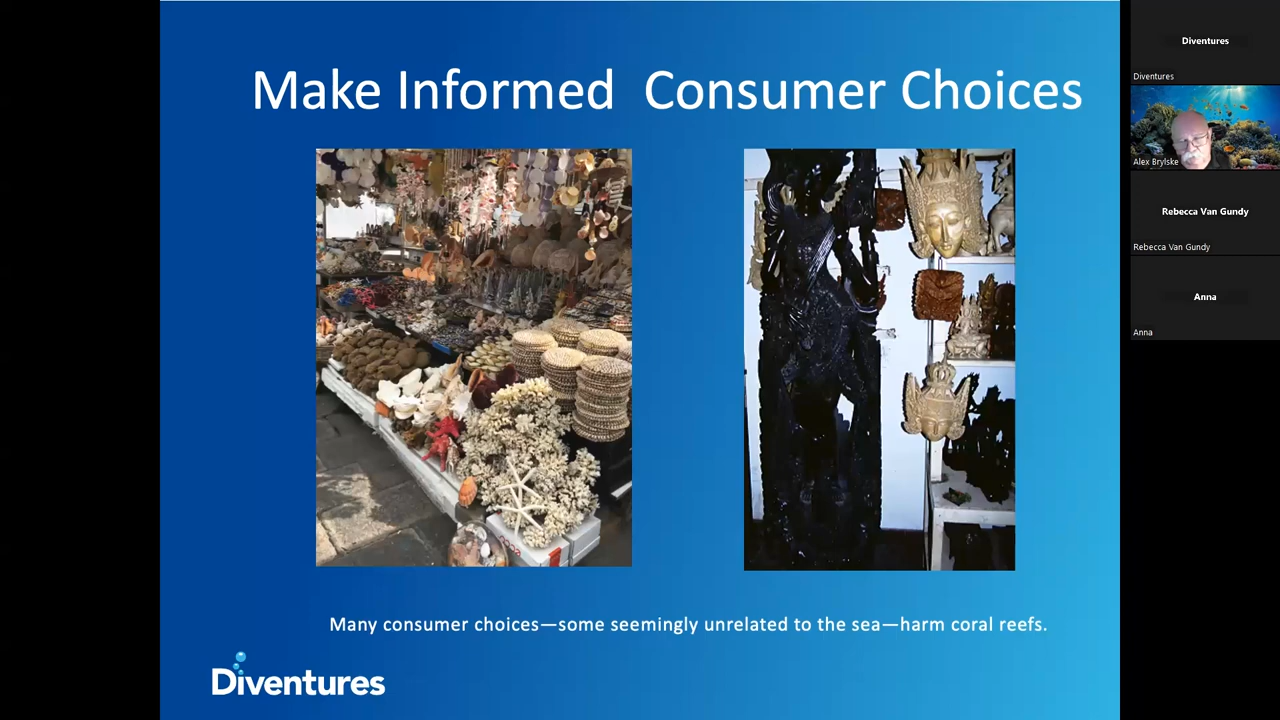 Make Informed  Consumer Choices
Many consumer choices—some seemingly unrelated to the sea—harm coral reefs.
Diventures
Diventures
Diventures
Alex Brylske
Rebecca Van Gundy
Rebecca Van Gundy
Anna
Anna